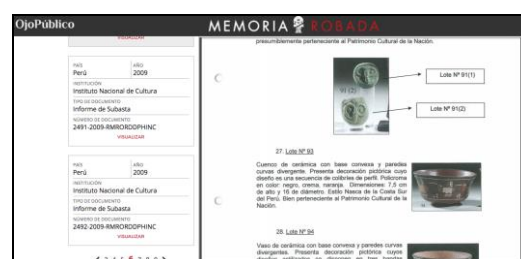 OjoPúblico
MEMORIA ROBADA
VISUALIZAR
PAÍS AÑO
Perú 2009
INSTITUCIÓN
Instituto Nacional de Cultura
TIPO DE DOCUMENTO
Informe de Subasta
NÚMERO DE DOCUMENTO
2491-2009-RMRORDOPHINC
VISUALIZAR
PAÍS AÑO
Perú 2009
INSTITUCIÓN
Instituto Nacional de Cultura
TIPO DE DOCUMENTO
Informe de Subasta
NÚMERO DE DOCUMENTO
2492-2009-RMRORDOPHINC
VISUALIZAR
presumiblemente perteneciente al Patrimonio Cultural de la Nación.
Lote Nº 91(1)
91 (2)
Lote Nº 91(2)
27. Lote Nº 93
Cuenco de cerámica con base convexa y paredes
curvas divergente. Presenta decoración pictórica cuyo
diseño es una secuencia de colibríes de perfil. Polícromo
en color: negro, crema, naranja. Dimensiones: 7,5 cm
de alto y 16 de diámetro. Estilo Nasca de la Costa Sur
del Perú. Bien perteneciente al Patrimonio Cultural de la
Nación.
28. Lote Nº 94
Vaso de cerámica con base convexa y paredes curvas
divergentes. Presenta decoración pictórica cuyos